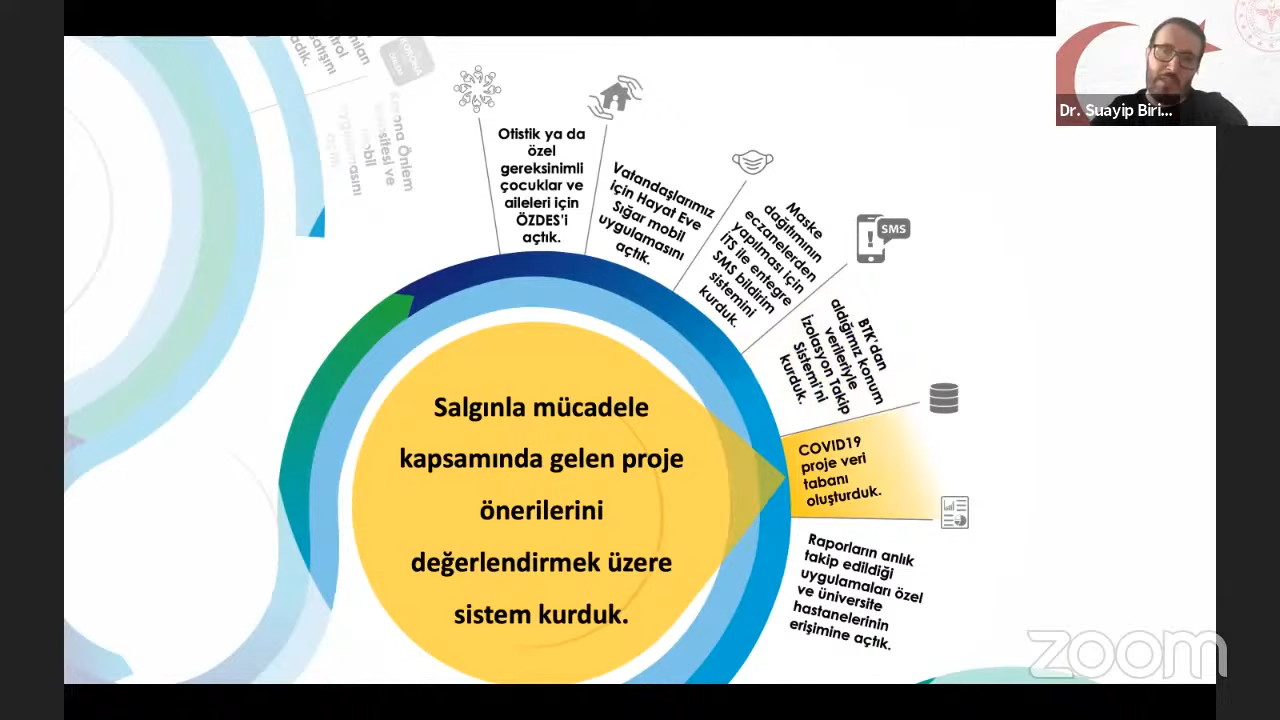 Dr. Suayip Biri...
Otistik ya da
özel
gereksinimli
çocuklar ve
aileleri için
ÖZDES'i
açtık.
Vatandaşlarımız
için Hayat Eve
Sığar mobil
uygulamasını
açtık.
Maske
dağıtımının
eczanelerden
yapılması için
İTS ile entegre
SMS bildirim
sistemini
kurduk.
SMS
BTK'dan
aldığımız konum
verileriyle
İzolasyon Takip
Sistemi'ni
kurduk.
COVID19
proje veri
tabanı
oluşturduk.
Raporların anlık
takip edildiği
uygulamaları özel
ve üniversite
hastanelerinin
erişimine açtık.
Salgınla mücadele
kapsamında gelen proje
önerilerini
değerlendirmek üzere
sistem kurduk.
Korona Önlem
uygulamasını
zoom